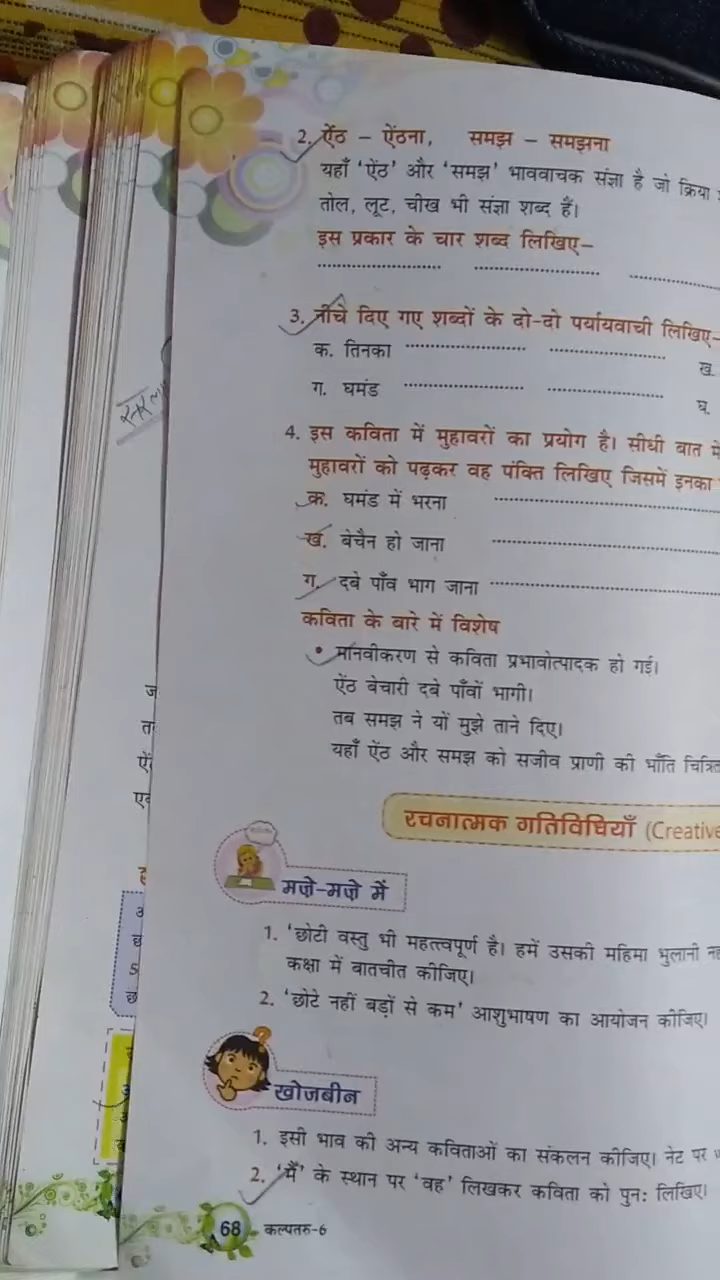 2. ऐंठ – ऐंठना, समझ – समझना
यहाँ 'ऐंठ' और 'समझ' भाववाचक संज्ञा है जो क्रिया
तोल, लूट, चीख भी संज्ञा शब्द हैं।
इस प्रकार के चार शब्द लिखिए–
3. नीचे दिए गए शब्दों के दो-दो पर्यायवाची लिखिए–
क. तिनका ख.
ग. घमंड घ.
4. इस कविता में मुहावरों का प्रयोग है। सीधी बात में
मुहावरों को पढ़कर वह पंक्ति लिखिए जिसमें इनका
क. घमंड में भरना
ख. बेचैन हो जाना
ग. दबे पाँव भाग जाना
कविता के बारे में विशेष
• मानवीकरण से कविता प्रभावोत्पादक हो गई।
ऐंठ बेचारी दबे पाँवों भागी।
तब समझ ने यों मुझे ताने दिए।
यहाँ ऐंठ और समझ को सजीव प्राणी की भाँति चित्रित
रचनात्मक गतिविधियाँ (Creative
मज़े-मज़े में
1. 'छोटी वस्तु भी महत्त्वपूर्ण है। हमें उसकी महिमा भुलानी
कक्षा में बातचीत कीजिए।
2. 'छोटे नहीं बड़ों से कम' आशुभाषण का आयोजन कीजिए।
खोजबीन
1. इसी भाव की अन्य कविताओं का संकलन कीजिए। नेट पर
2. 'मैं' के स्थान पर 'वह' लिखकर कविता को पुन: लिखिए।
68 कल्पतरु-6